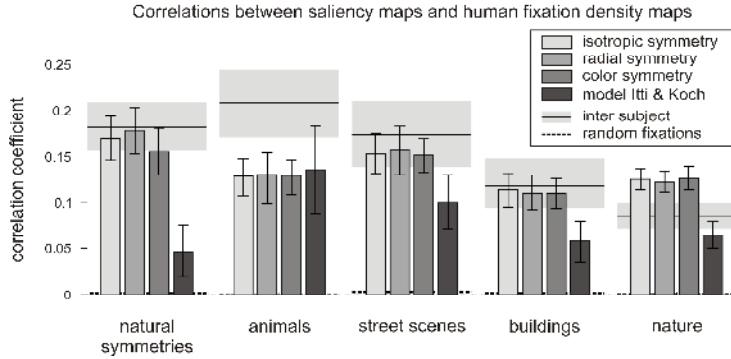 Correlations between saliency maps and human fixation density maps
isotropic symmetry
radial symmetry
color symmetry
model Itti & Koch
inter subject
random fixations
correlation coefficient
0.25
0.2
0.15
0.1
0.05
0
natural
symmetries
animals
street scenes
buildings
nature